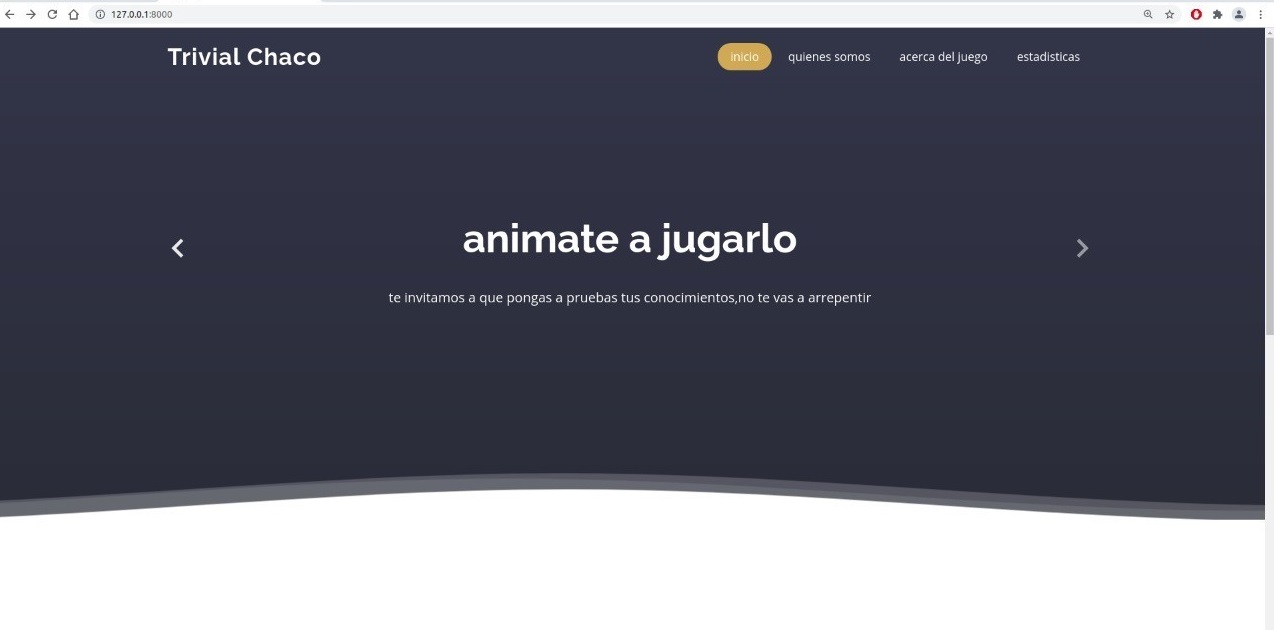 127.0.0.1:8000
Trivial Chaco
inicio quienes somos acerca del juego estadisticas
animate a jugarlo
te invitamos a que pongas a pruebas tus conocimientos,no te vas a arrepentir